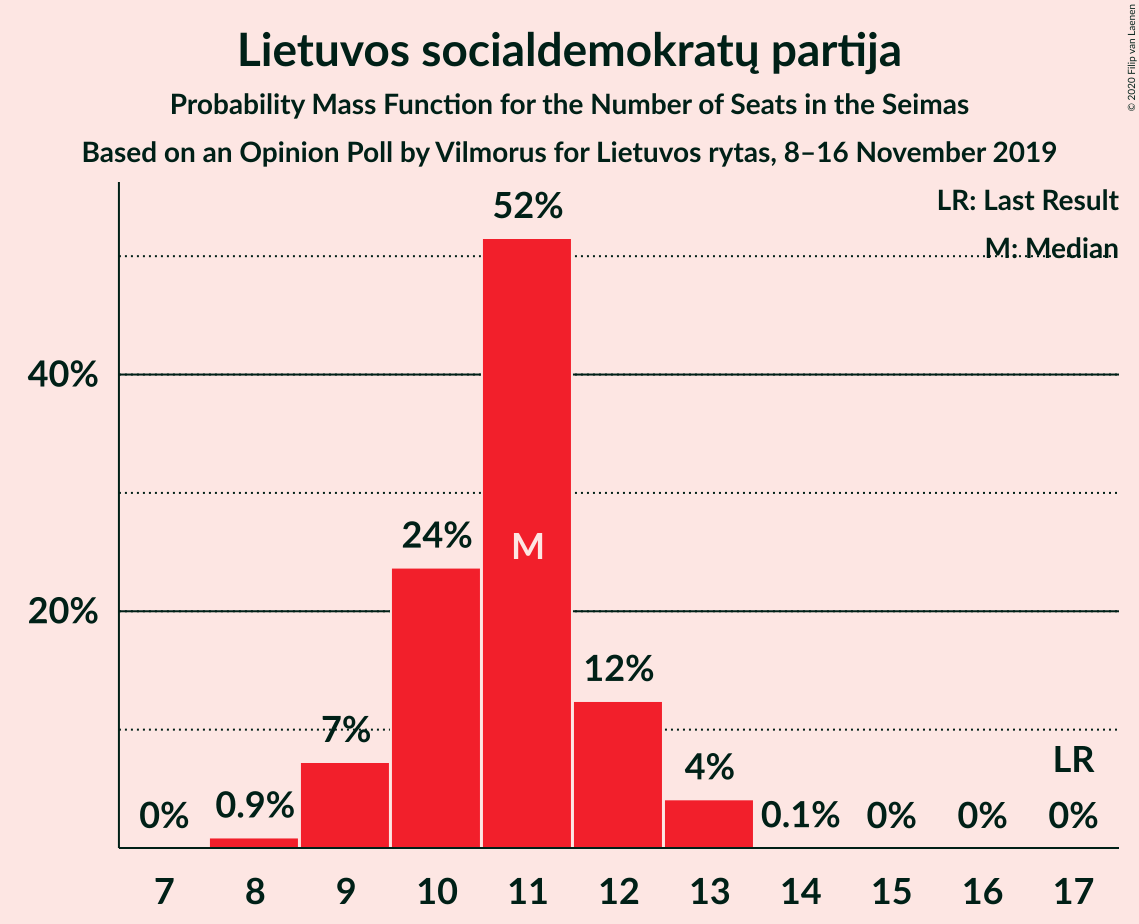 Lietuvos socialdemokratų partija
Probability Mass Function for the Number of Seats in the Seimas
Based on an Opinion Poll by Vilmorus for Lietuvos rytas, 8–16 November 2019
© 2020 Filip van Laenen
LR: Last Result
M: Median
52%
40%
24%
M
20%
12%
7%
4%
LR
0%
0.9%
0.1%
0%
0%
0%
7 8 9 10 11 12 13 14 15 16 17